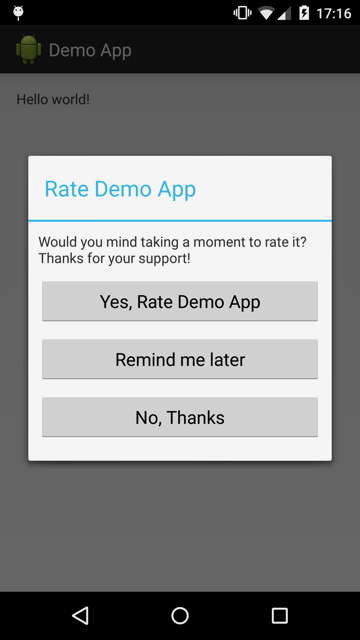 17:16
Demo App
Hello world!
Rate Demo App
Would you mind taking a moment to rate it?
Thanks for your support!
Yes, Rate Demo App
Remind me later
No, Thanks